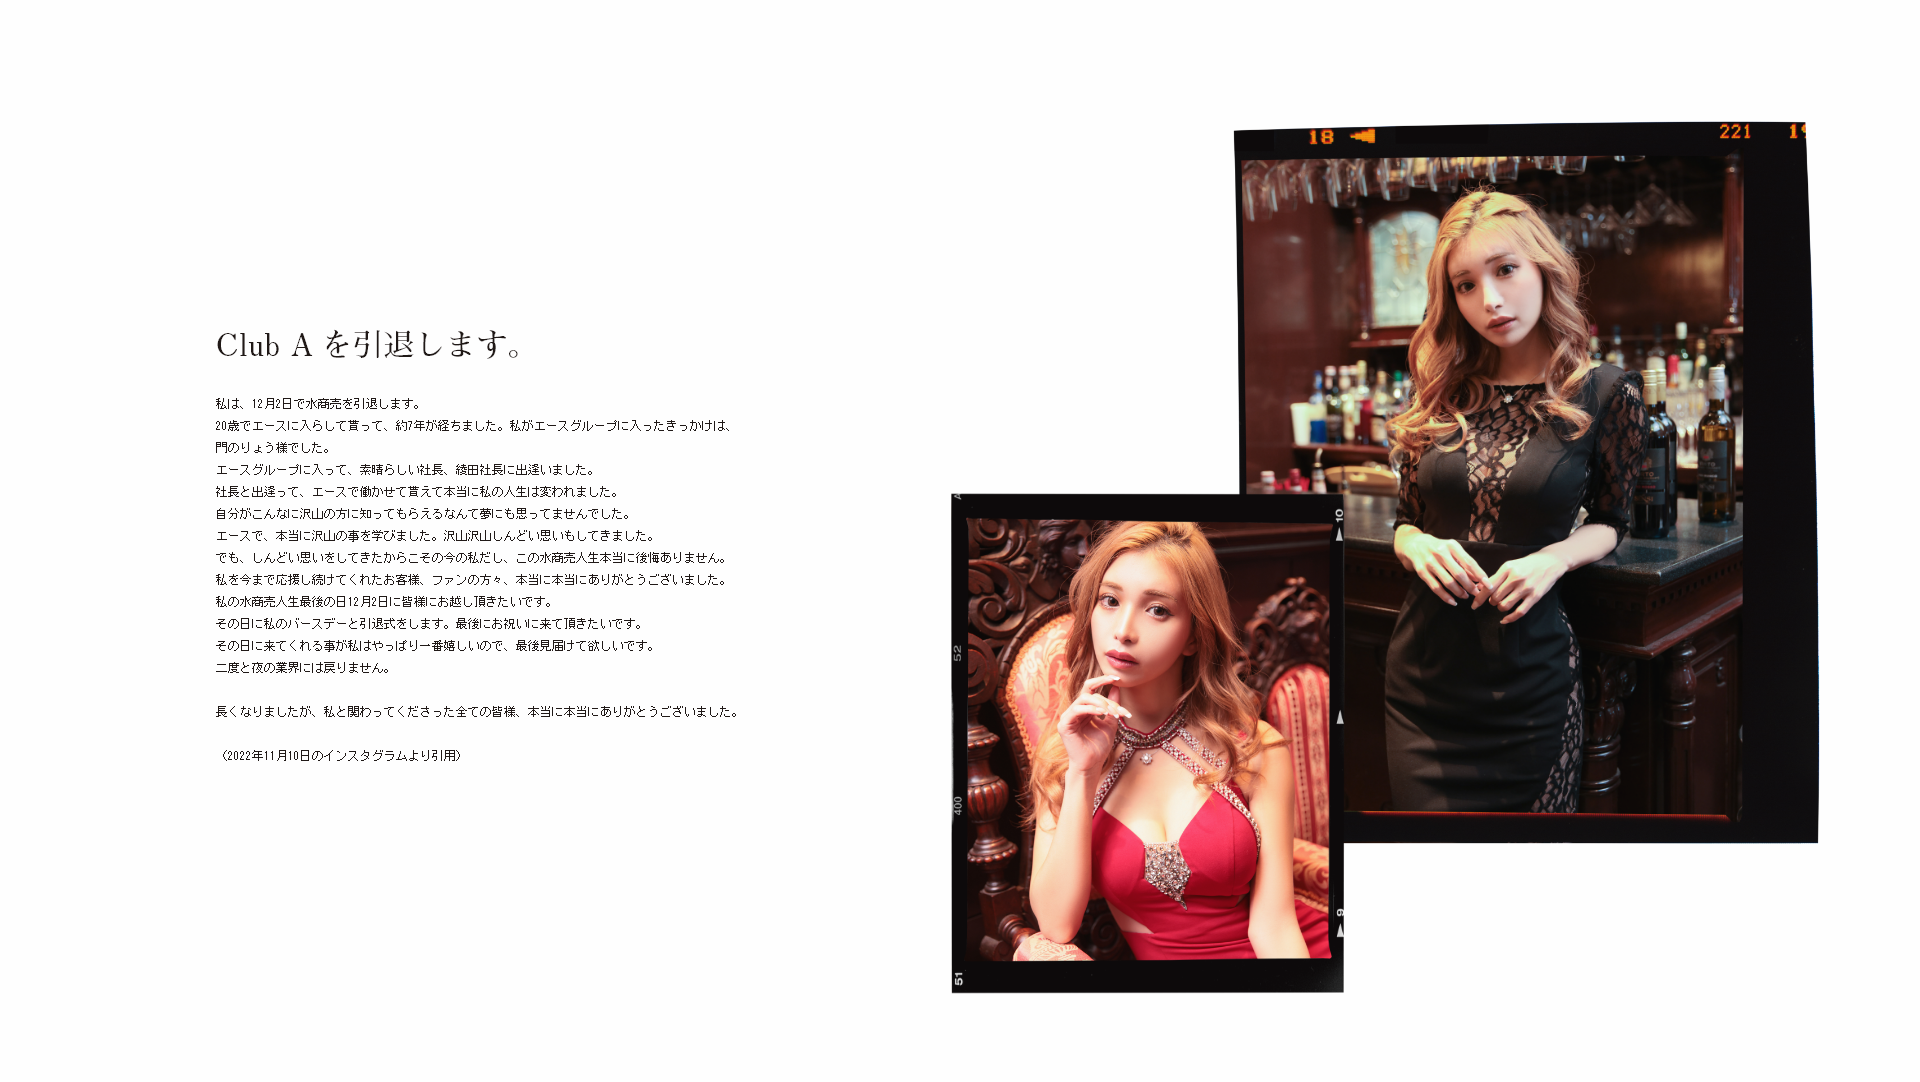 Club A を引退します。
私は、12月2日で水商売を引退します。
20歳でエースに入らして貰って、約7年が経ちました。私がエースグループに入ったきっかけは、
門のりょう様でした。
エースグループに入って、素晴らしい社長、綾田社長に出逢いました。
社長と出逢って、エースで働かせて貰えて本当に私の人生は変われました。
自分がこんなに沢山の方に知ってもらえるなんて夢にも思ってませんでした。
エースで、本当に沢山の事を学びました。沢山沢山しんどい思いもしてきました。
でも、しんどい思いをしてきたからこその今の私だし、この水商売人生本当に後悔ありません。
私を今まで応援し続けてくれたお客様、ファンの方々、本当に本当にありがとうございました。
私の水商売人生最後の日12月2日に皆様にお越し頂きたいです。
その日に私のバースデーと引退式をします。最後にお祝いに来て頂きたいです。
その日に来てくれる事が私はやっぱり一番嬉しいので、最後見届けて欲しいです。
二度と夜の業界には戻りません。
長くなりましたが、私と関わってくださった全ての皆様、本当に本当にありがとうございました。
（2022年11月10日のインスタグラムより引用）
18
221
10
52
400
9
51